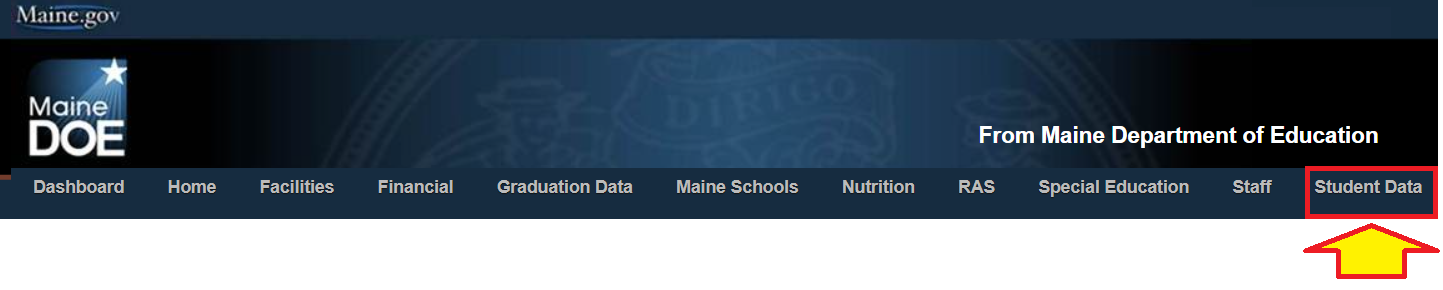 Maine.gov
DIRIGO
Maine
DOE
From Maine Department of Education
Dashboard Home Facilities Financial Graduation Data Maine Schools Nutrition RAS Special Education Staff Student Data